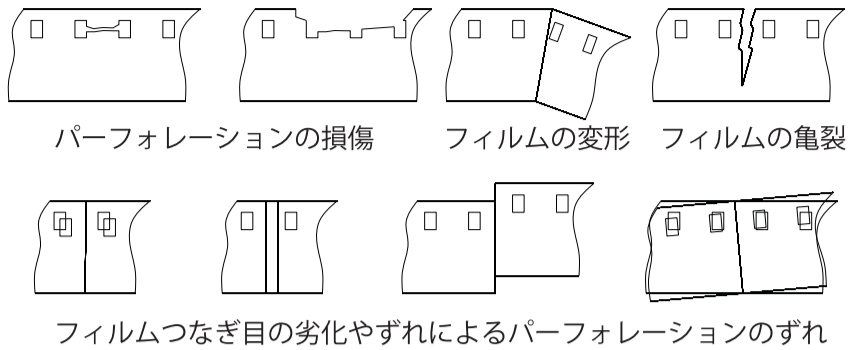 パーフォレーションの損傷
フィルムの変形
フィルムの亀裂
フィルムつなぎ目の劣化やずれによるパーフォレーションのずれ